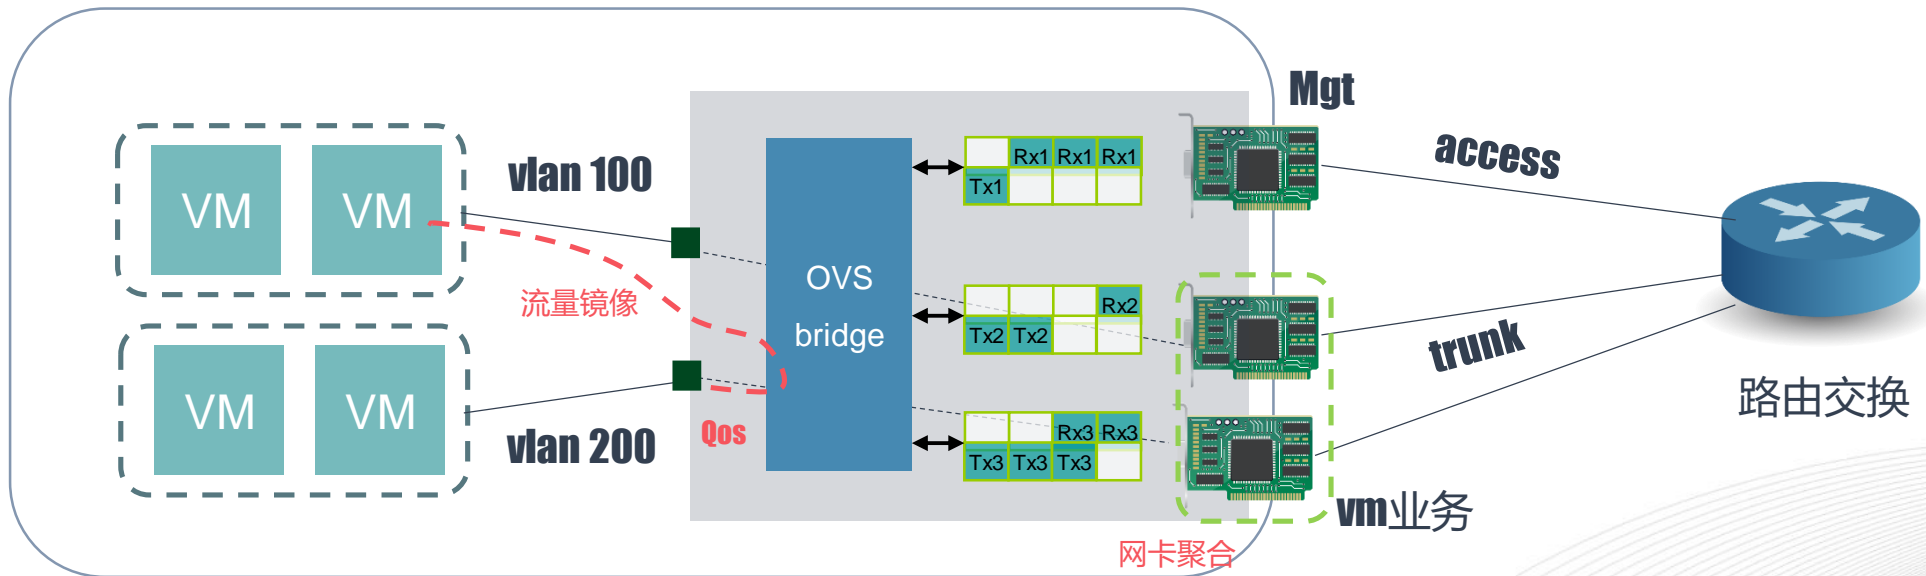 Mgt
access
VM
VM
vlan 100
Rx1 Rx1 Rx1
Tx1
流量镜像
OVS
bridge
Rx2
Tx2 Tx2
trunk
路由交换
VM
VM
vlan 200
Qos
Rx3 Rx3
Tx3 Tx3 Tx3
vm业务
网卡聚合